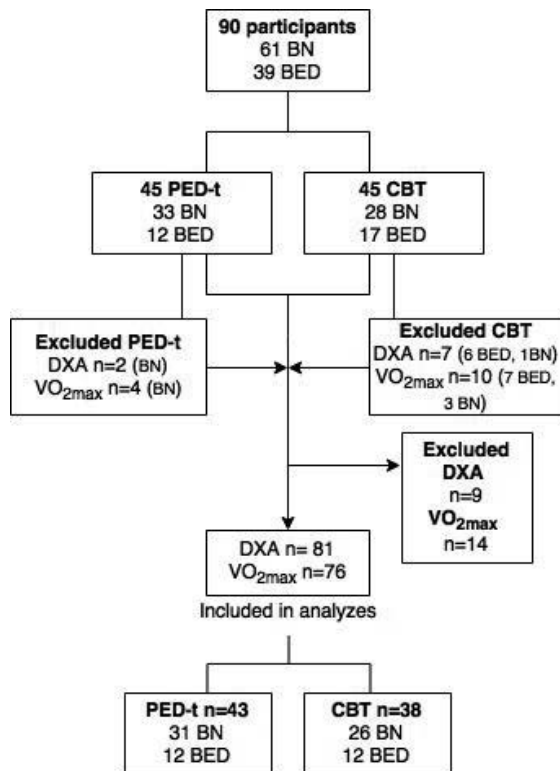 90 participants
61 BN
39 BED
45 PED-t
33 BN
12 BED
45 CBT
28 BN
17 BED
Excluded PED-t
DXA n=2 (BN)
VO2max n=4 (BN)
Excluded CBT
DXA n=7 (6 BED, 1BN)
VO2max n=10 (7 BED,
3 BN)
Excluded
DXA
n=9
VO2max
n=14
DXA n= 81
VO2max n=76
Included in analyzes
PED-t n=43
31 BN
12 BED
CBT n=38
26 BN
12 BED